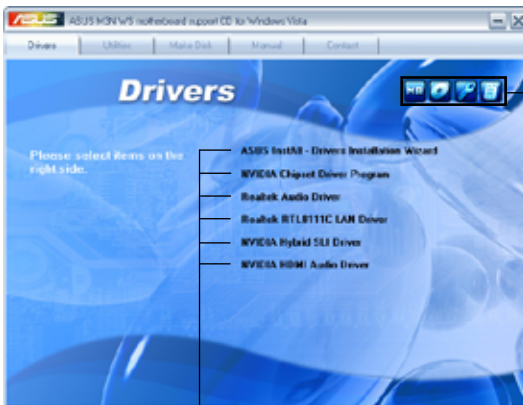 ASUS M3N WS motherboard support CD for Windows Vista
Drivers Utilities Make Disk Manual Contact
Drivers
Please select items on the
right side.
ASUS InstAll - Drivers Installation Wizard
NVIDIA Chipset Driver Program
Realtek Audio Driver
Realtek RTL8111C LAN Driver
NVIDIA Hybrid SLI Driver
NVIDIA HDMI Audio Driver